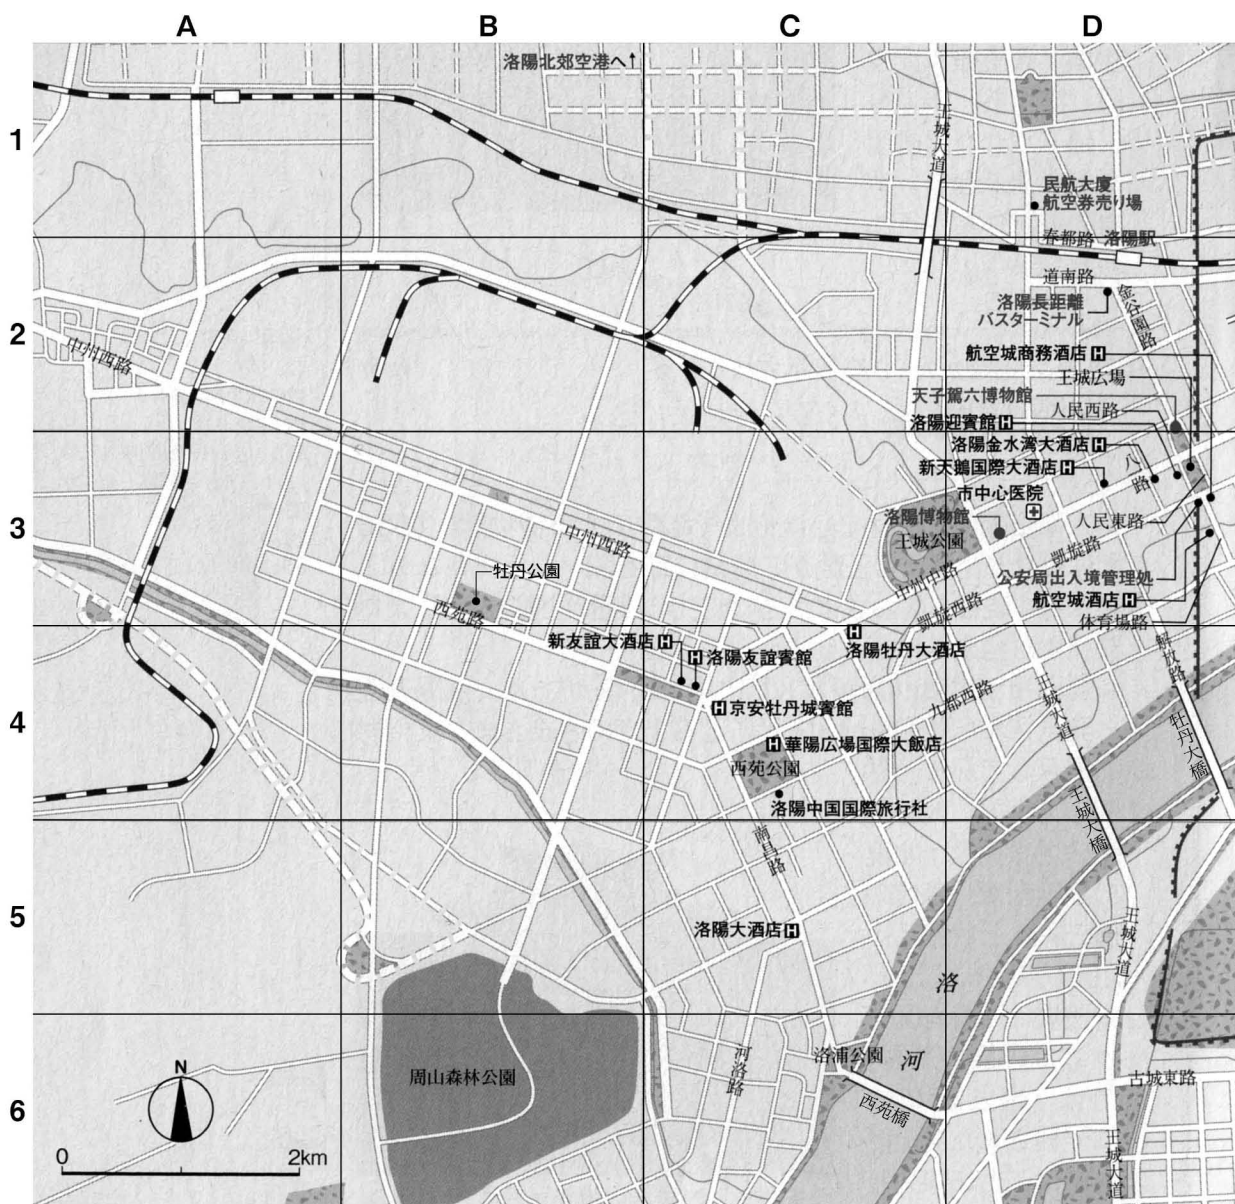 A B C D
1
2
3
4
5
6
洛陽北郊空港へ↑
王城大道
民航大廈
航空券売り場
春都路
洛陽駅
道南路
洛陽長距離
バスターミナル
金谷園路
航空城商務酒店H
王城広場
天子駕六博物館
人民西路
洛陽迎賓館H
洛陽金水湾大酒店H
新天鵝国際大酒店H
八路
市中心医院
人民東路
洛陽博物館
王城公園
凱旋路
中州中路
公安局出入境管理処
航空城酒店H
体育場路
凱旋西路
中州西路
中州西路
牡丹公園
西苑路
新友誼大酒店H
H洛陽友誼賓館
H
洛陽牡丹大酒店
解放路
九都西路
王城大道
H京安牡丹城賓館
牡丹大橋
H華陽広場国際大飯店
西苑公園
洛陽中国国際旅行社
王城大橋
南昌路
洛陽大酒店H
王城大道
洛
河
洛浦公園
河洛路
西苑橋
古城東路
王城大道
周山森林公園
N
0 2km